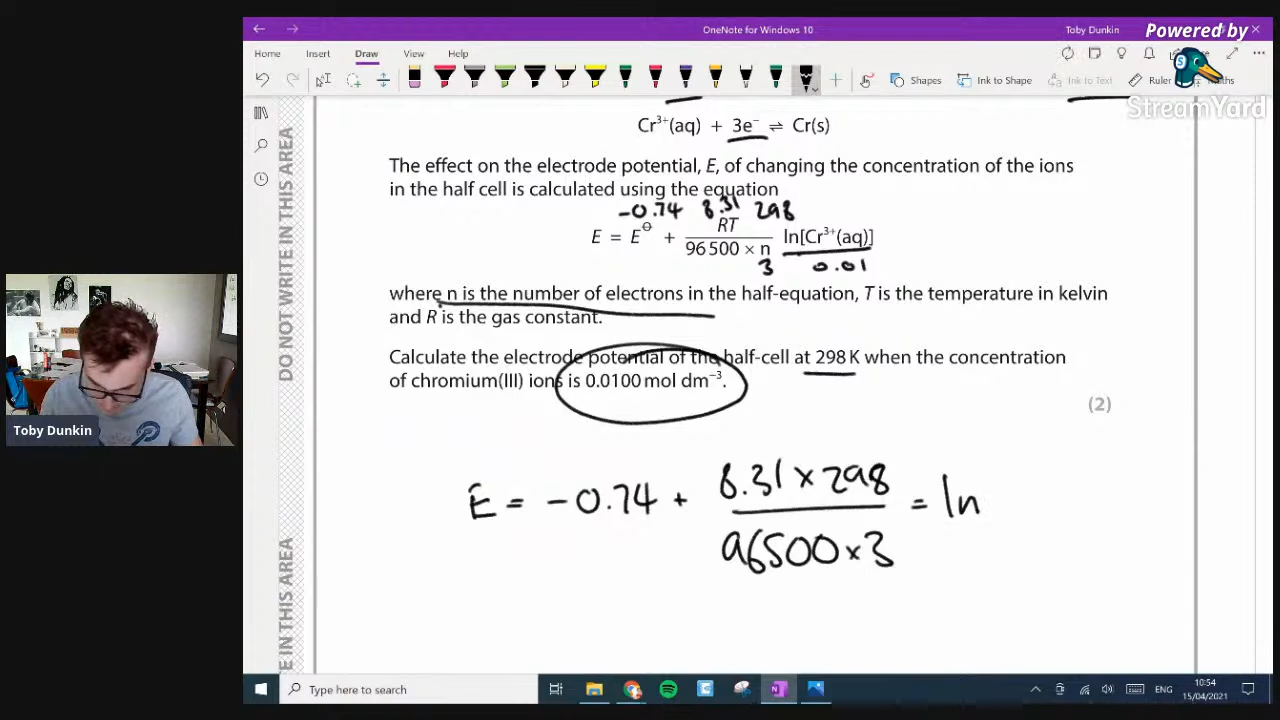 OneNote for Windows 10
Toby Dunkin
Powered by
StreamYard
Home Insert Draw View Help
Shapes Ink to Shape Ink to Text Ruler
Cr³⁺(aq) + 3e⁻ ⇌ Cr(s)
The effect on the electrode potential, E, of changing the concentration of the ions
in the half cell is calculated using the equation
-0.74 8.31 298
E = E⊖ + RT / 96 500 × n ln[Cr³⁺(aq)]
3 0.01
where n is the number of electrons in the half-equation, T is the temperature in kelvin
and R is the gas constant.
Calculate the electrode potential of the half-cell at 298 K when the concentration
of chromium(III) ions is 0.0100 mol dm⁻³.
(2)
E = -0.74 + 8.31 × 298 / 96500 × 3 = ln
DO NOT WRITE IN THIS AREA
E IN THIS AREA
Toby Dunkin
Type here to search
ENG
10:54
15/04/2021